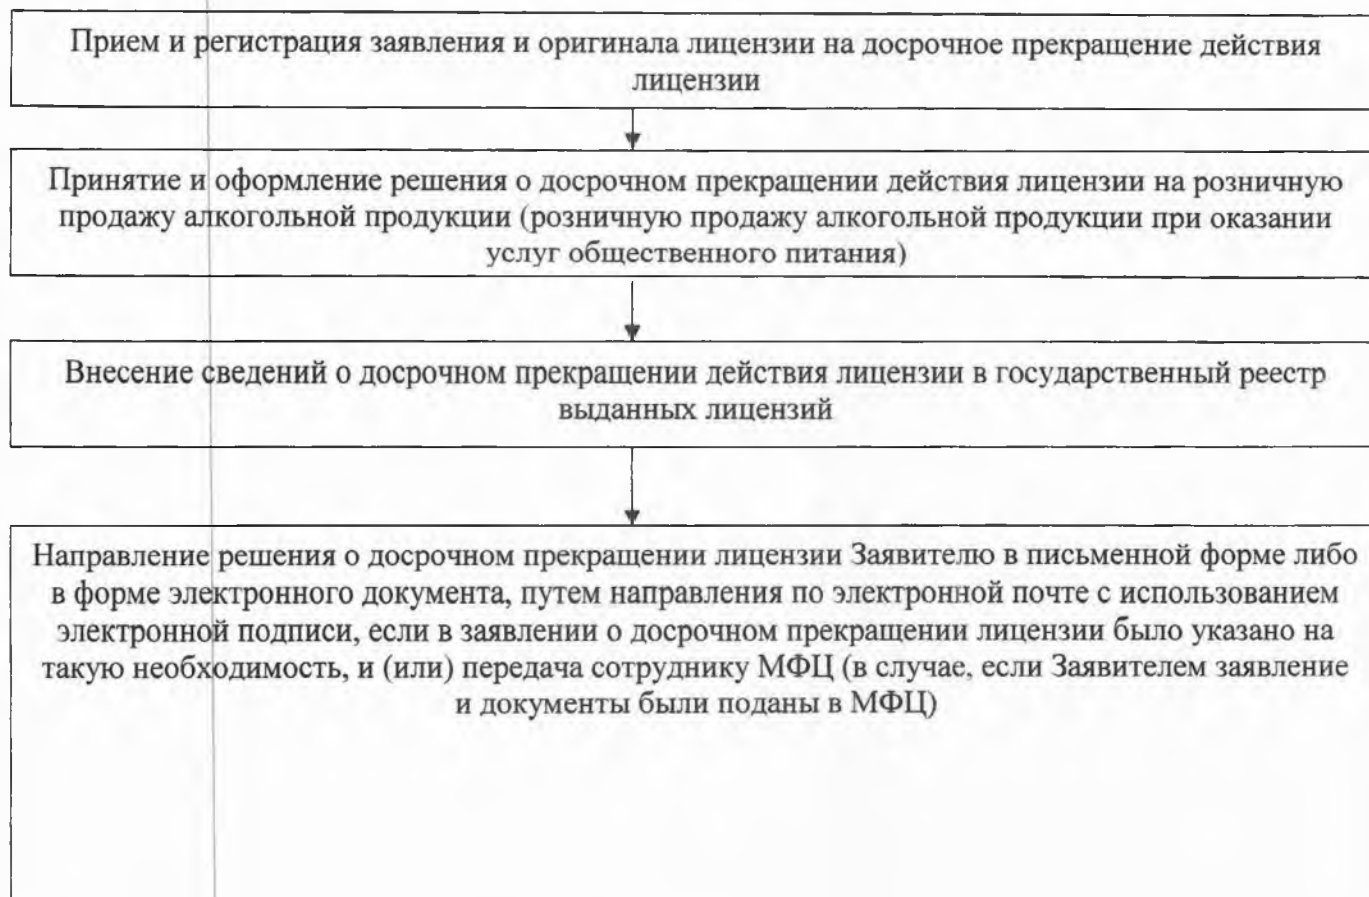 Прием и регистрация заявления и оригинала лицензии на досрочное прекращение действия
лицензии
Принятие и оформление решения о досрочном прекращении действия лицензии на розничную
продажу алкогольной продукции (розничную продажу алкогольной продукции при оказании
услуг общественного питания)
Внесение сведений о досрочном прекращении действия лицензии в государственный реестр
выданных лицензий
Направление решения о досрочном прекращении лицензии Заявителю в письменной форме либо
в форме электронного документа, путем направления по электронной почте с использованием
электронной подписи, если в заявлении о досрочном прекращении лицензии было указано на
такую необходимость, и (или) передача сотруднику МФЦ (в случае, если Заявителем заявление
и документы были поданы в МФЦ)